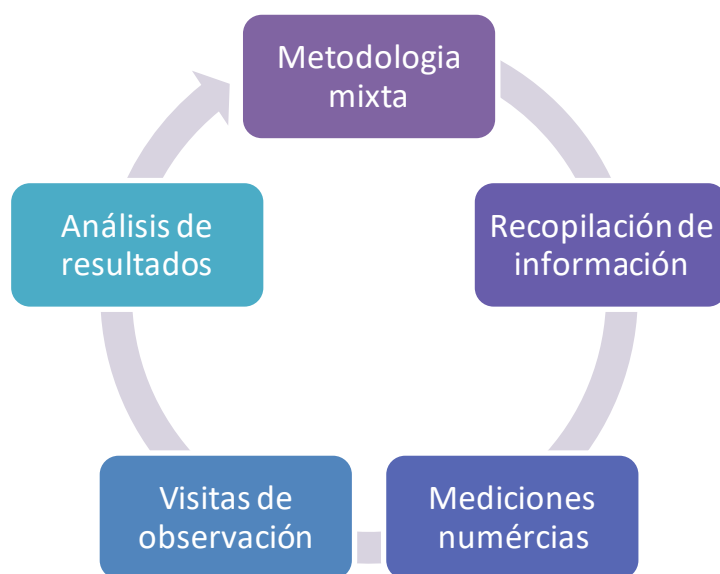 Metodologia
mixta
Recopilación de
información
Mediciones
numércias
Visitas de
observación
Análisis de
resultados